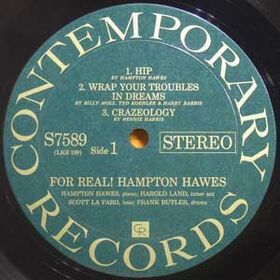 CONTEMPORARY
1. HIP
BY HAMPTON HAWES
2. WRAP YOUR TROUBLES
IN DREAMS
BY BILLY MOLL, TED KOEHLER & HARRY BARRIS
3. CRAZEOLOGY
BY BENNIE HARRIS
S7589
(LKS 199)
Side 1
STEREO
FOR REAL! HAMPTON HAWES
HAMPTON HAWES, piano; HAROLD LAND, tenor sax
SCOTT LA FARO, bass; FRANK BUTLER, drums
CR
RECORDS